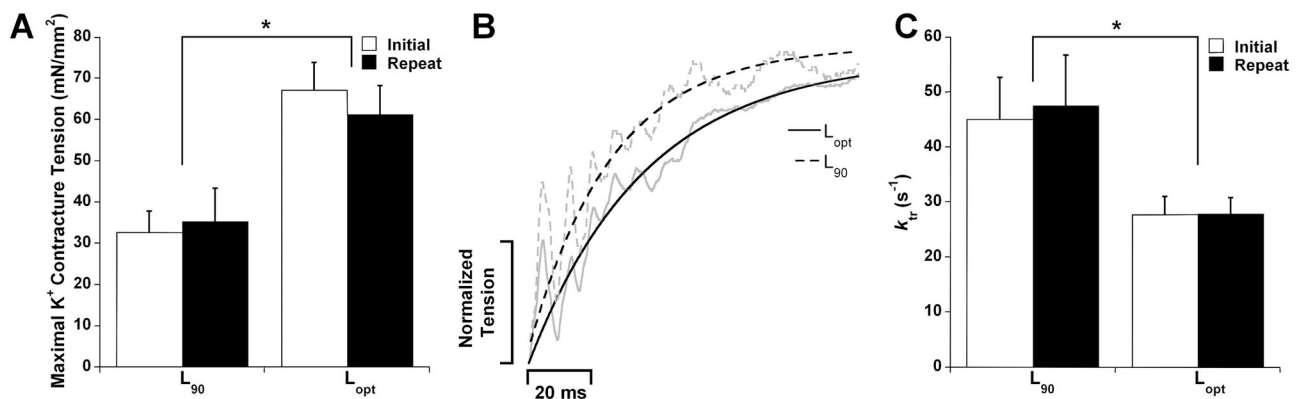 A
Maximal K⁺ Contracture Tension (mN/mm²)
80
70
60
50
40
30
20
10
0
*
Initial
Repeat
L₉₀
Lₒₚₜ
B
Lₒₚₜ
L₉₀
Normalized
Tension
20 ms
C
kₜᵣ (s⁻¹)
60
50
40
30
20
10
0
*
Initial
Repeat
L₉₀
Lₒₚₜ